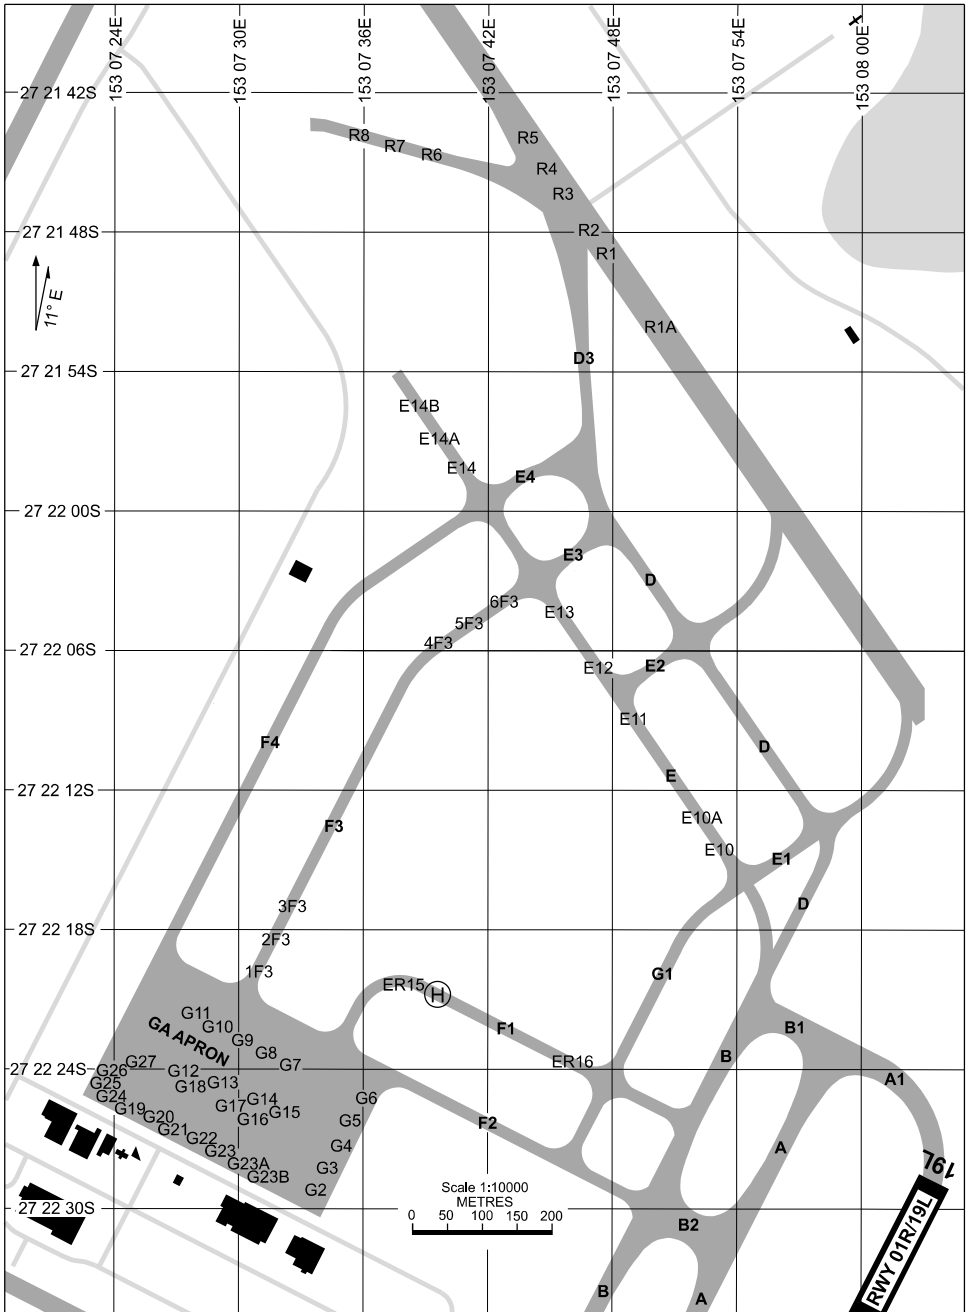 153 07 24E
153 07 30E
153 07 36E
153 07 42E
153 07 48E
153 07 54E
153 08 00E
27 21 42S
R8
R7
R6
R5
R4
R3
27 21 48S
R2
R1
11° E
R1A
D3
27 21 54S
E14B
E14A
E14
E4
27 22 00S
E3
D
6F3
5F3
4F3
E13
27 22 06S
E12
E2
E11
F4
D
E
27 22 12S
E10A
F3
E10
E1
3F3
D
27 22 18S
2F3
1F3
G1
ER15
H
G11
G10
GA APRON
G9
G8
G7
F1
B1
ER16
B
27 22 24S
G27
G26
G12
G25
G18
G13
A1
G24
G14
G6
G19
G17
G15
G20
G16
G5
F2
G21
G22
G4
A
G23
G23A
G3
G23B
G2
19L
27 22 30S
Scale 1:10000
METRES
0 50 100 150 200
B2
RWY 01R/19L
B
A